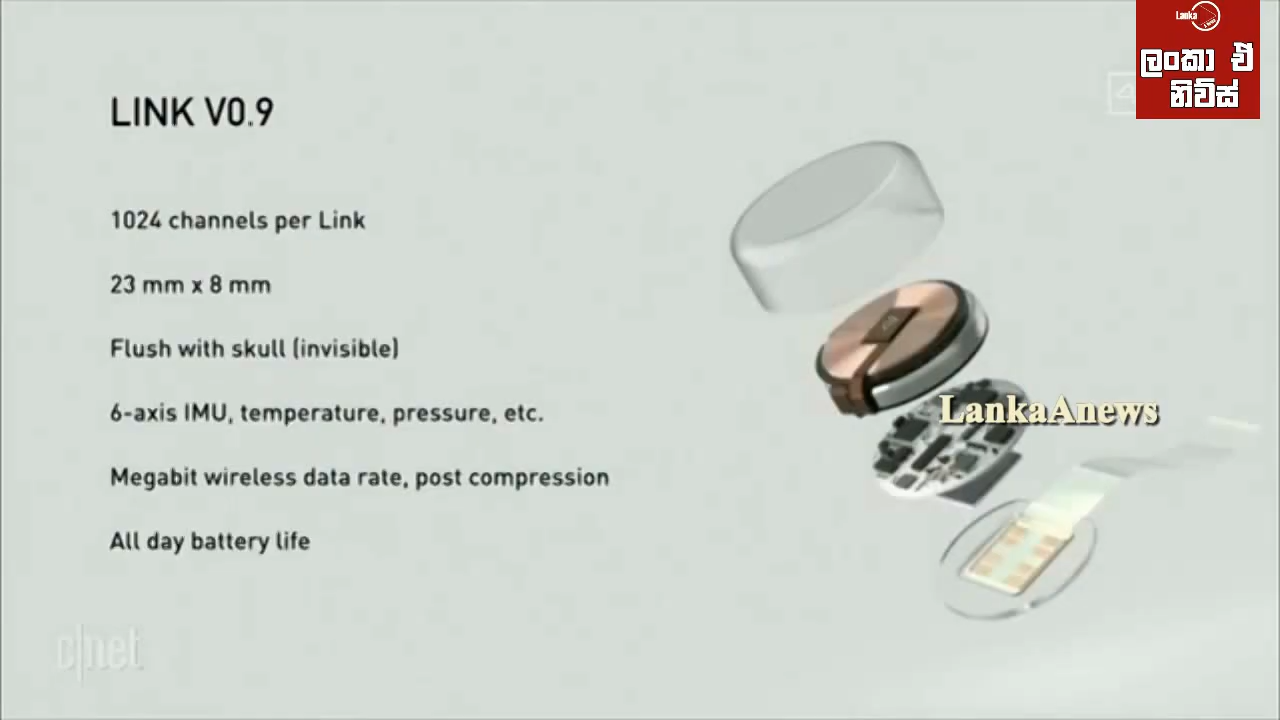 Lanka
ලංකා ඒ
නිව්ස්
LINK V0.9
1024 channels per Link
23 mm x 8 mm
Flush with skull (invisible)
6-axis IMU, temperature, pressure, etc.
LankaAnews
Megabit wireless data rate, post compression
All day battery life
c|net